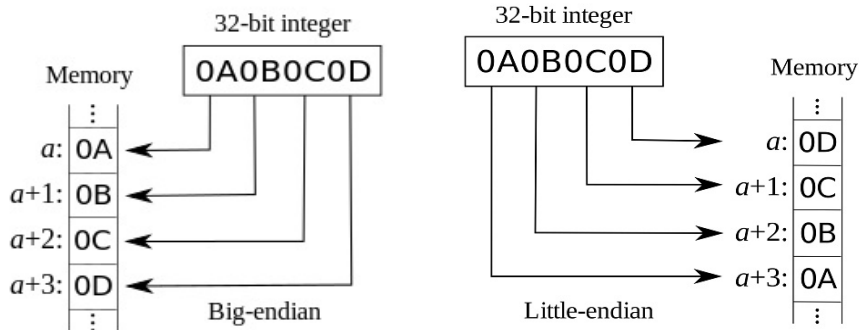 32-bit integer
0A0B0C0D
Memory
⋮
a: 0A
a+1: 0B
a+2: 0C
a+3: 0D
⋮
Big-endian
32-bit integer
0A0B0C0D
Memory
⋮
a: 0D
a+1: 0C
a+2: 0B
a+3: 0A
⋮
Little-endian